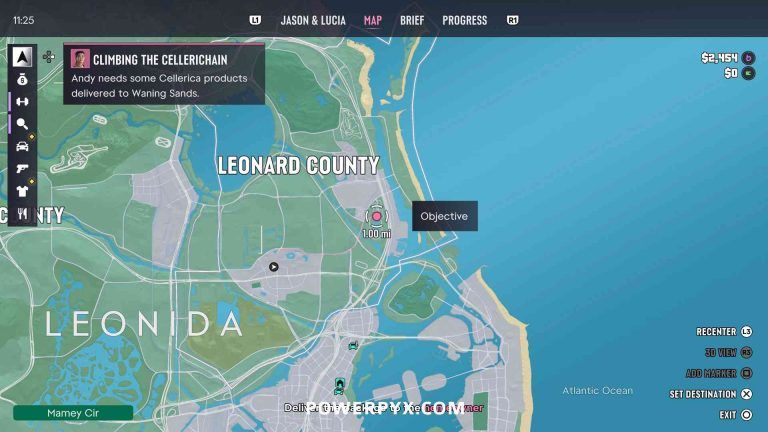 11:25
L1 JASON & LUCIA MAP BRIEF PROGRESS R1
CLIMBING THE CELLERICHAIN
Andy needs some Cellerica products
delivered to Waning Sands.
$2,454
$0
LEONARD COUNTY
COUNTY
Objective
1.00 mi
LEONIDA
RECENTER L3
3D VIEW R3
ADD MARKER
SET DESTINATION
EXIT
Atlantic Ocean
Mamey Cir
POWERPYX.COM